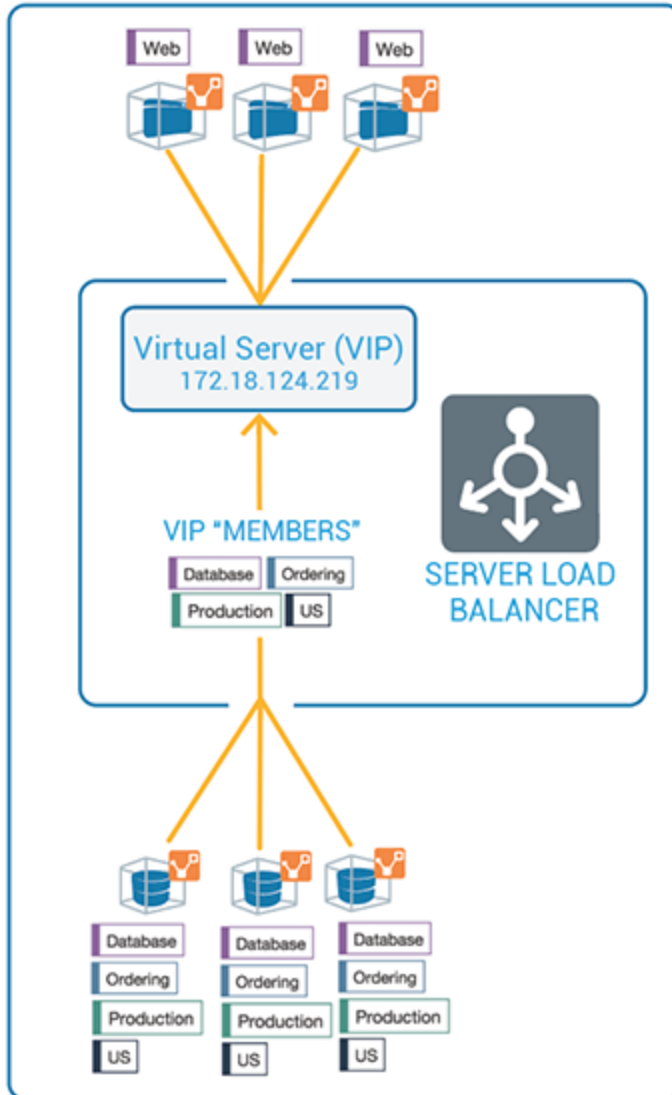 Web
Web
Web
Virtual Server (VIP)
172.18.124.219
VIP “MEMBERS”
Database
Ordering
Production
US
SERVER LOAD
BALANCER
Database
Ordering
Production
US
Database
Ordering
Production
US
Database
Ordering
Production
US